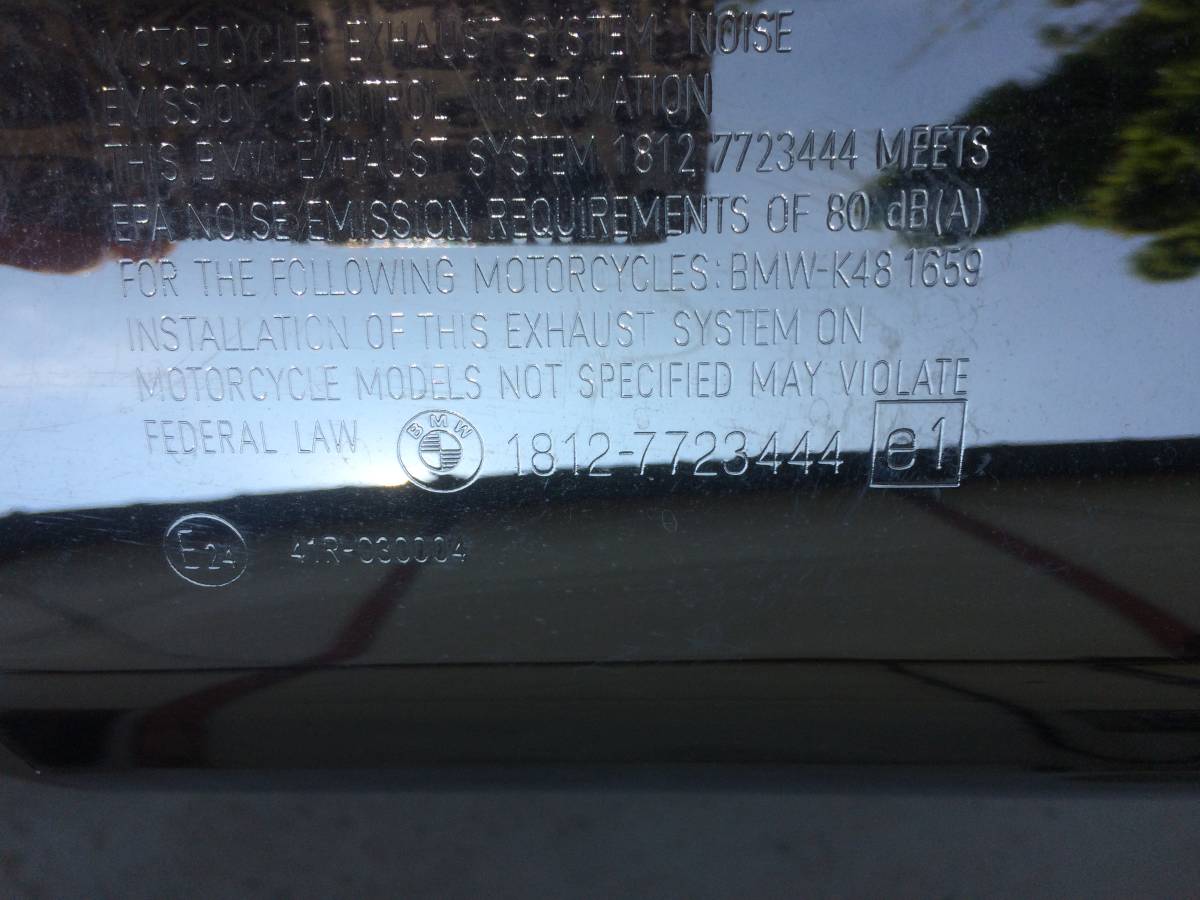 MOTORCYCLE EXHAUST SYSTEM NOISE
EMISSION CONTROL INFORMATION
THIS BMW EXHAUST SYSTEM 1812 7723444 MEETS
EPA NOISE EMISSION REQUIREMENTS OF 80 dB(A)
FOR THE FOLLOWING MOTORCYCLES: BMW-K48 1659
INSTALLATION OF THIS EXHAUST SYSTEM ON
MOTORCYCLE MODELS NOT SPECIFIED MAY VIOLATE
FEDERAL LAW BMW 1812-7723444 e1
E24 41R-030004